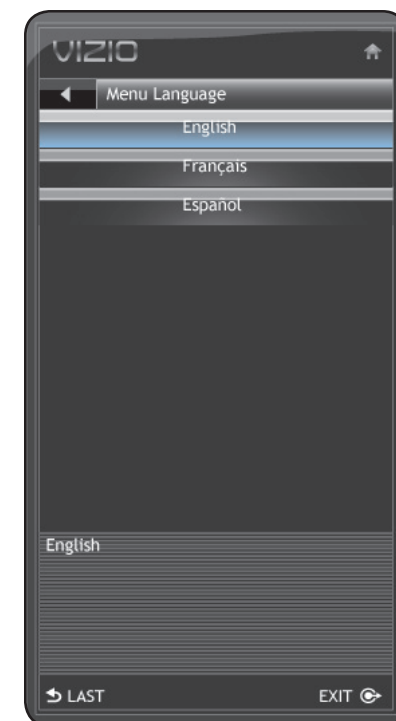 VIZIO
Menu Language
English
Français
Español
English
LAST
EXIT